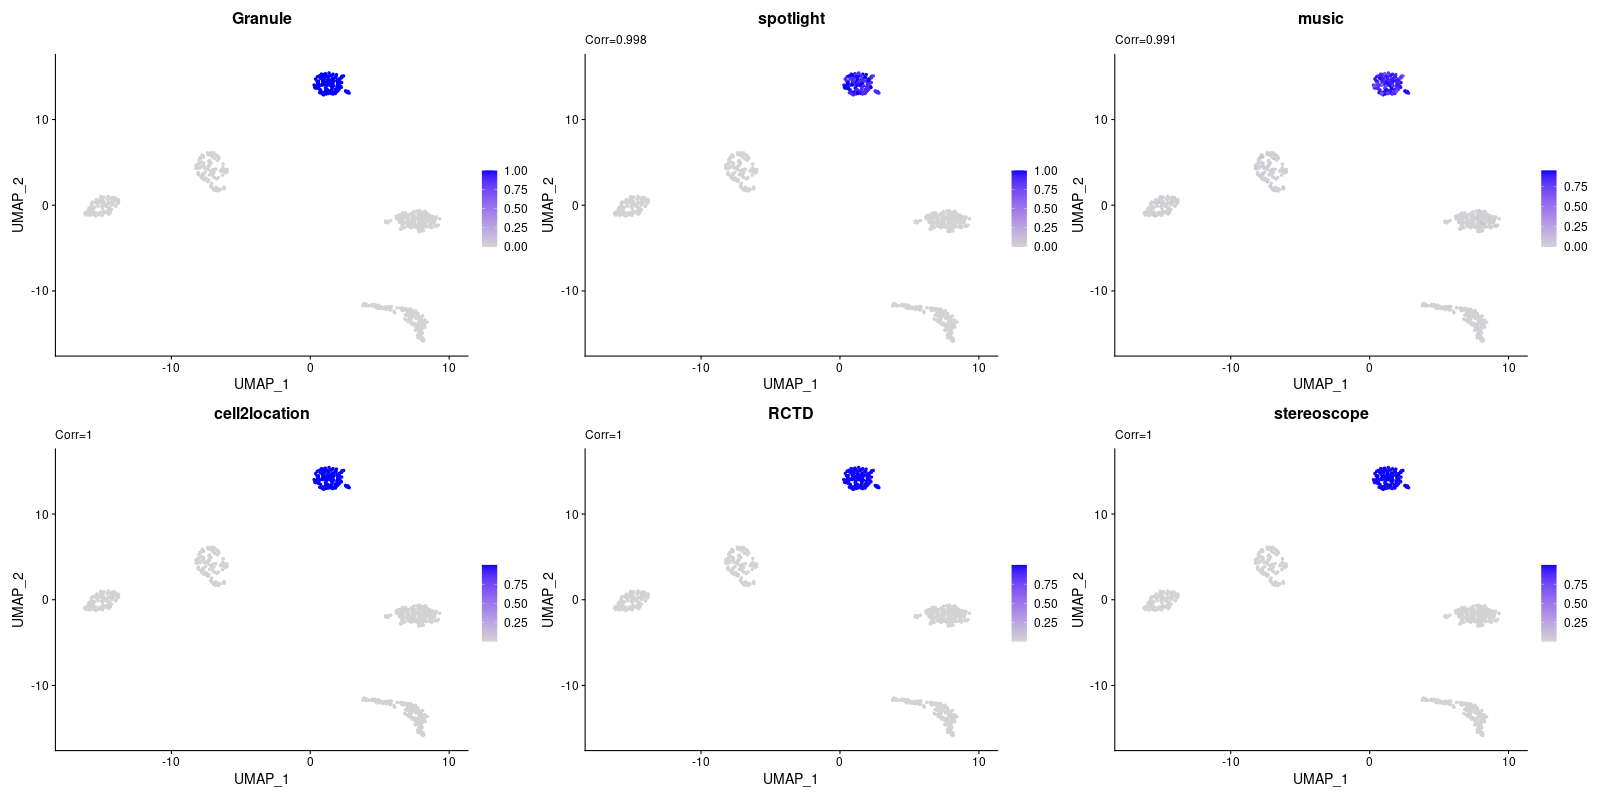 Granule
UMAP_2
10
0
-10
-10
0
10
UMAP_1
1.00
0.75
0.50
0.25
0.00
spotlight
Corr=0.998
UMAP_2
10
0
-10
-10
0
10
UMAP_1
1.00
0.75
0.50
0.25
0.00
music
Corr=0.991
UMAP_2
10
0
-10
-10
0
10
UMAP_1
0.75
0.50
0.25
0.00
cell2location
Corr=1
UMAP_2
10
0
-10
-10
0
10
UMAP_1
0.75
0.50
0.25
RCTD
Corr=1
UMAP_2
10
0
-10
-10
0
10
UMAP_1
0.75
0.50
0.25
stereoscope
Corr=1
UMAP_2
10
0
-10
-10
0
10
UMAP_1
0.75
0.50
0.25